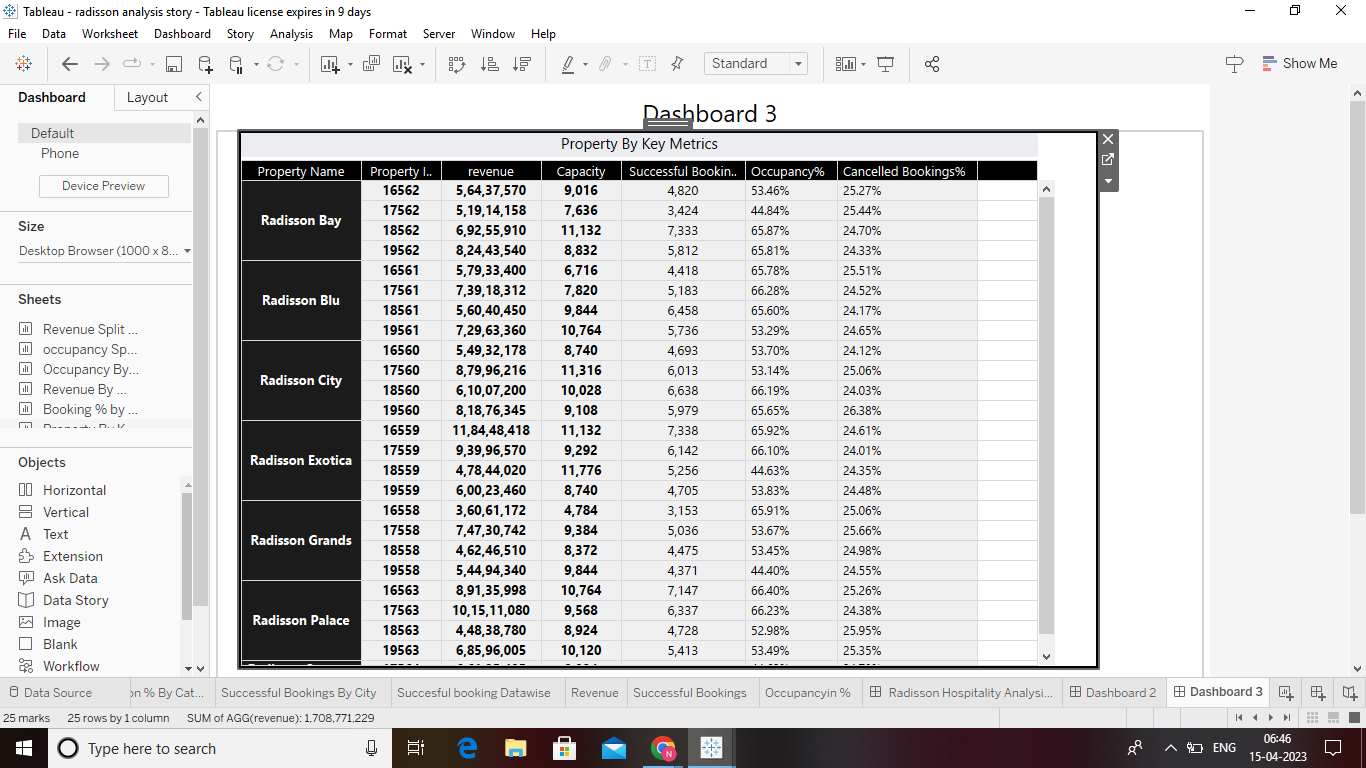 Tableau - radisson analysis story - Tableau license expires in 9 days
File Data Worksheet Dashboard Story Analysis Map Format Server Window Help
Standard Show Me
Dashboard Layout
Default
Phone
Device Preview
Size
Desktop Browser (1000 x 8...
Sheets
Revenue Split ...
occupancy Sp...
Occupancy By...
Revenue By ...
Booking % by ...
Objects
Horizontal
Vertical
Text
Extension
Ask Data
Data Story
Image
Blank
Workflow
Dashboard 3
Property By Key Metrics
Property Name Property I.. revenue Capacity Successful Bookin.. Occupancy% Cancelled Bookings%
Radisson Bay
16562 5,64,37,570 9,016 4,820 53.46% 25.27%
17562 5,19,14,158 7,636 3,424 44.84% 25.44%
18562 6,92,55,910 11,132 7,333 65.87% 24.70%
19562 8,24,43,540 8,832 5,812 65.81% 24.33%
Radisson Blu
16561 5,79,33,400 6,716 4,418 65.78% 25.51%
17561 7,39,18,312 7,820 5,183 66.28% 24.52%
18561 5,60,40,450 9,844 6,458 65.60% 24.17%
19561 7,29,63,360 10,764 5,736 53.29% 24.65%
Radisson City
16560 5,49,32,178 8,740 4,693 53.70% 24.12%
17560 8,79,96,216 11,316 6,013 53.14% 25.06%
18560 6,10,07,200 10,028 6,638 66.19% 24.03%
19560 8,18,76,345 9,108 5,979 65.65% 26.38%
Radisson Exotica
16559 11,84,48,418 11,132 7,338 65.92% 24.61%
17559 9,39,96,570 9,292 6,142 66.10% 24.01%
18559 4,78,44,020 11,776 5,256 44.63% 24.35%
19559 6,00,23,460 8,740 4,705 53.83% 24.48%
Radisson Grands
16558 3,60,61,172 4,784 3,153 65.91% 25.06%
17558 7,47,30,742 9,384 5,036 53.67% 25.66%
18558 4,62,46,510 8,372 4,475 53.45% 24.98%
19558 5,44,94,340 9,844 4,371 44.40% 24.55%
Radisson Palace
16563 8,91,35,998 10,764 7,147 66.40% 25.26%
17563 10,15,11,080 9,568 6,337 66.23% 24.38%
18563 4,48,38,780 8,924 4,728 52.98% 25.95%
19563 6,85,96,005 10,120 5,413 53.49% 25.35%
Data Source on % By Cat... Successful Bookings By City Succesful booking Datawise Revenue Successful Bookings Occupancyin % Radisson Hospitality Analysi... Dashboard 2 Dashboard 3
25 marks 25 rows by 1 column SUM of AGG(revenue): 1,708,771,229
Type here to search N ENG 06:46
15-04-2023